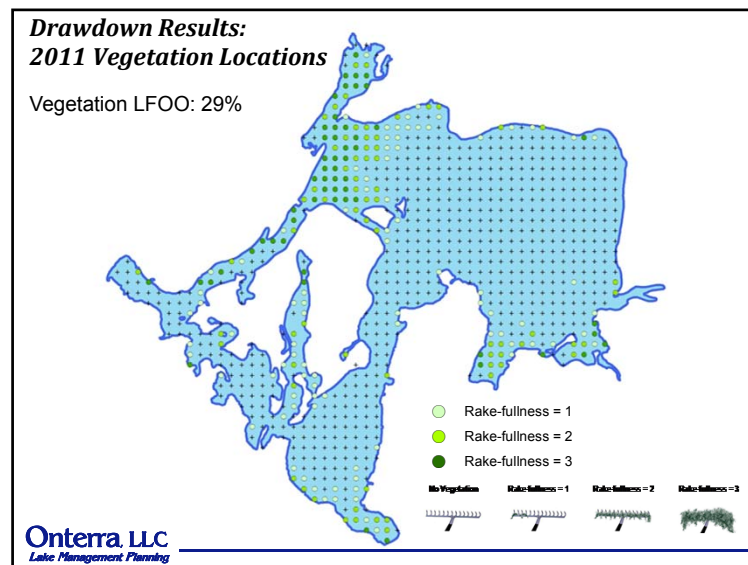 Drawdown Results:
2011 Vegetation Locations
Vegetation LFOO: 29%
Rake-fullness = 1
Rake-fullness = 2
Rake-fullness = 3
No Vegetation Rake-fullness = 1 Rake-fullness = 2 Rake-fullness = 3
Onterra, LLC
Lake Management Planning